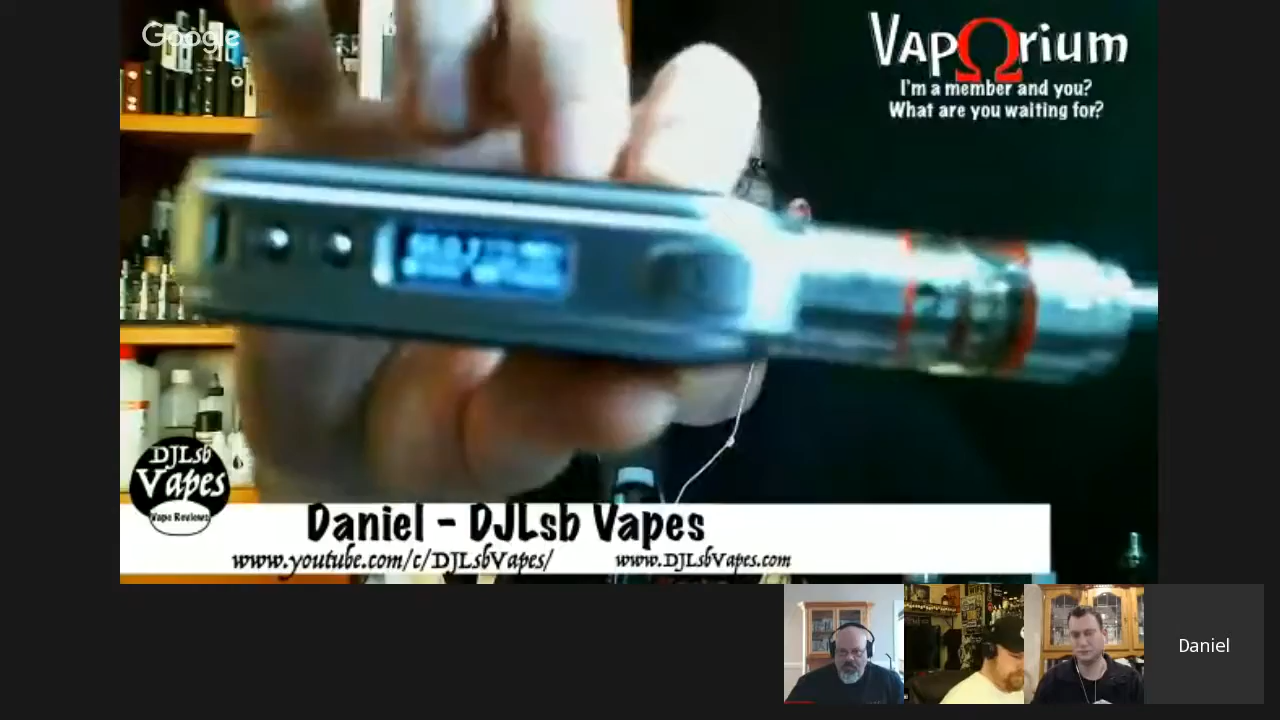 Google
VapΩrium
I'm a member and you?
What are you waiting for?
DJLsb
Vapes
Vape Reviews
Daniel - DJLsb Vapes
www.youtube.com/c/DJLsbVapes/ www.DJLsbVapes.com
Daniel